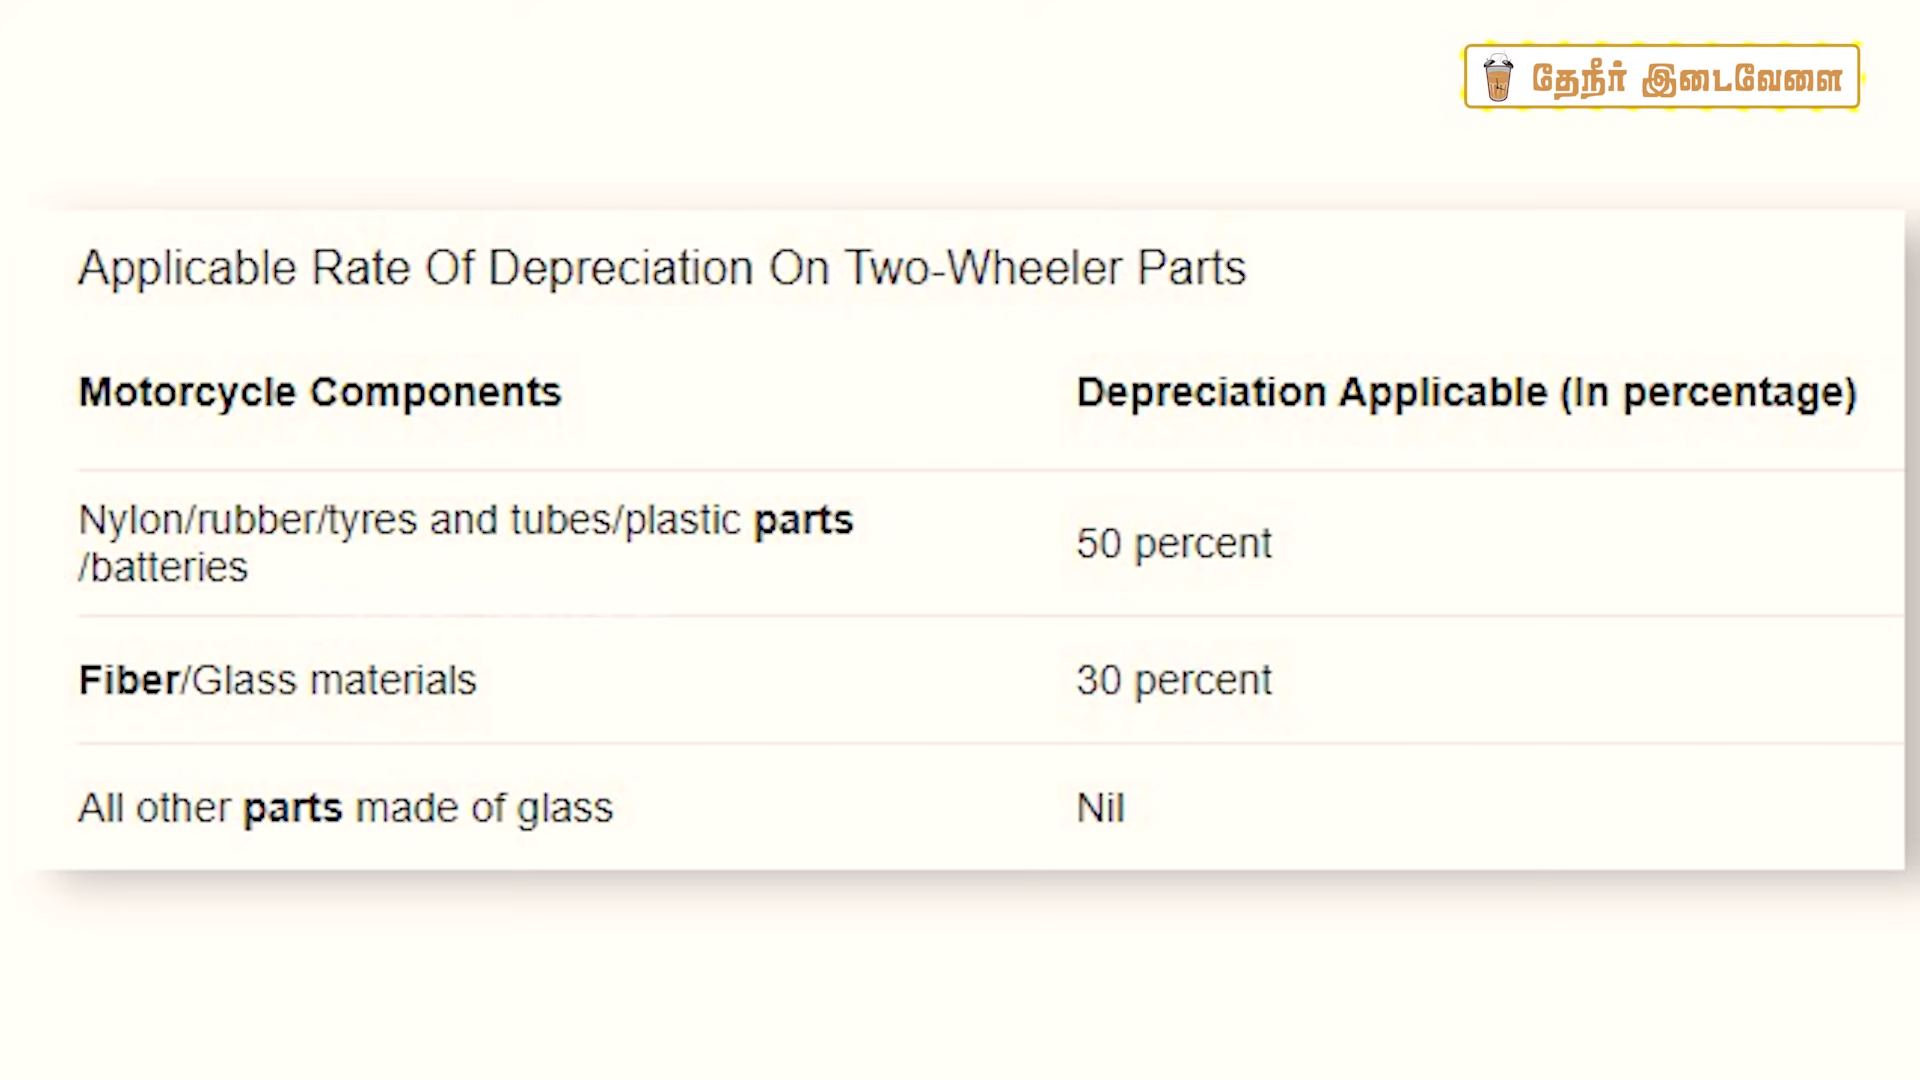 தேநீர் இடைவேளை
Applicable Rate Of Depreciation On Two-Wheeler Parts
Motorcycle Components Depreciation Applicable (In percentage)
Nylon/rubber/tyres and tubes/plastic parts
/batteries
50 percent
Fiber/Glass materials 30 percent
All other parts made of glass Nil